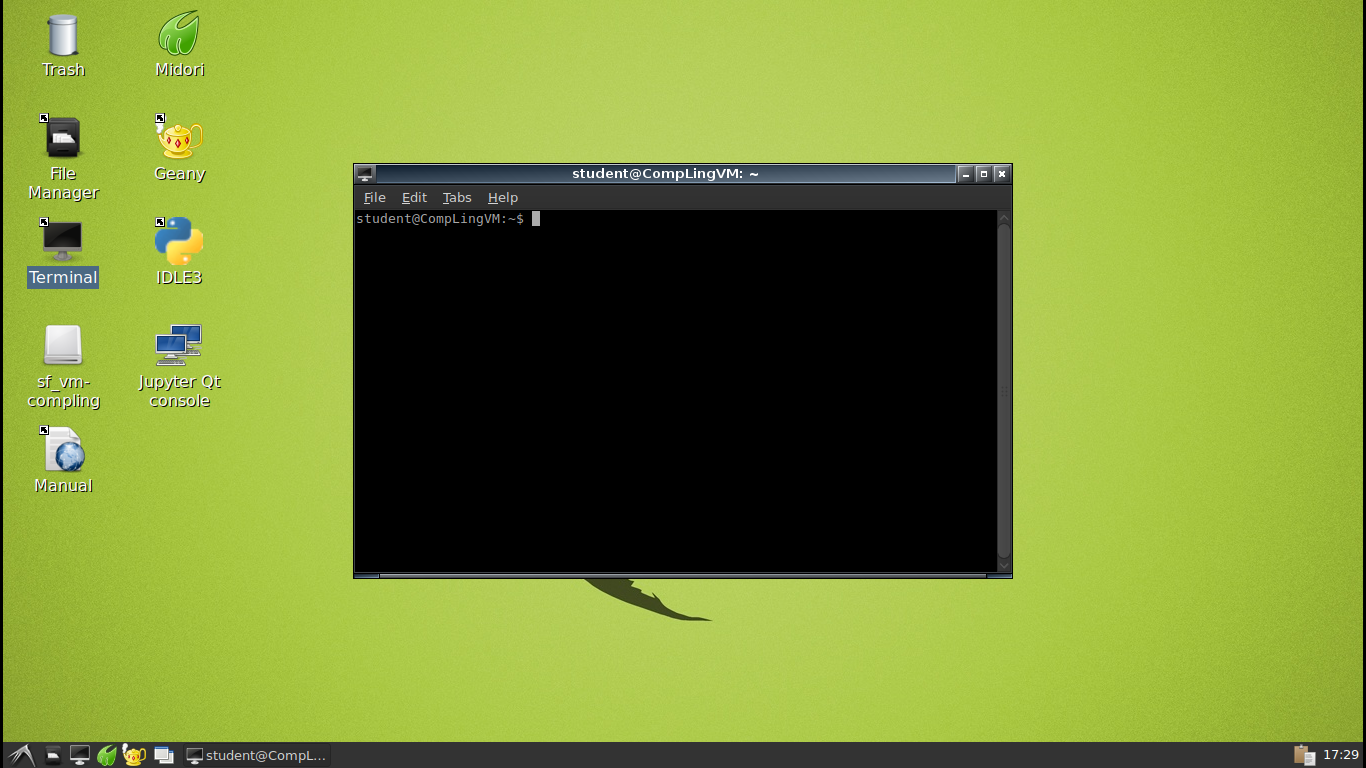 Trash
Midori
File
Manager
Geany
Terminal
IDLE3
sf_vm-
compling
Jupyter Qt
console
Manual
student@CompLingVM: ~
File Edit Tabs Help
student@CompLingVM:~$
student@CompL...
17:29